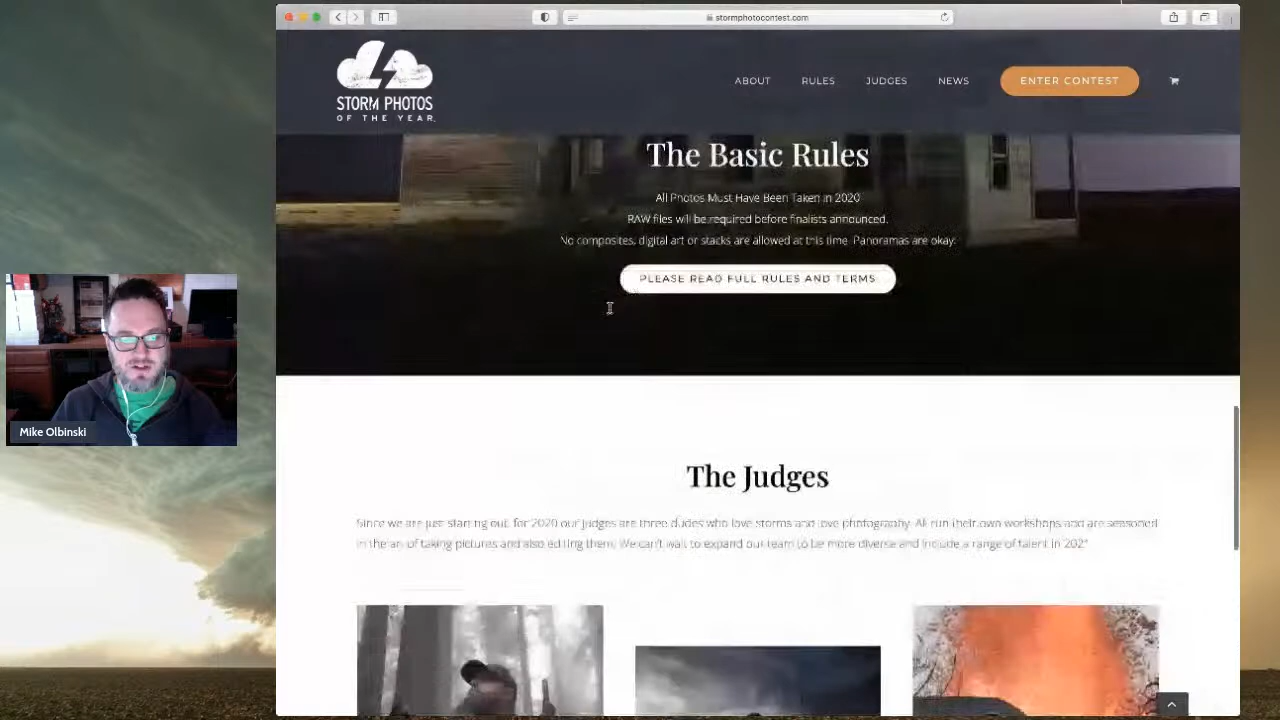 stormphotocontest.com
STORM PHOTOS
OF THE YEAR
ABOUT
RULES
JUDGES
NEWS
ENTER CONTEST
The Basic Rules
All Photos Must Have Been Taken in 2020
RAW files will be required before finalists announced.
No composites, digital art or stacks are allowed at this time. Panoramas are okay.
PLEASE READ FULL RULES AND TERMS
Mike Olbinski
The Judges
Since we are just starting out, for 2020 our judges are three dudes who love storms and love photography. All run their own workshops and are seasoned
in the art of taking pictures and also editing them. We can't wait to expand our team to be more diverse and include a range of talent in